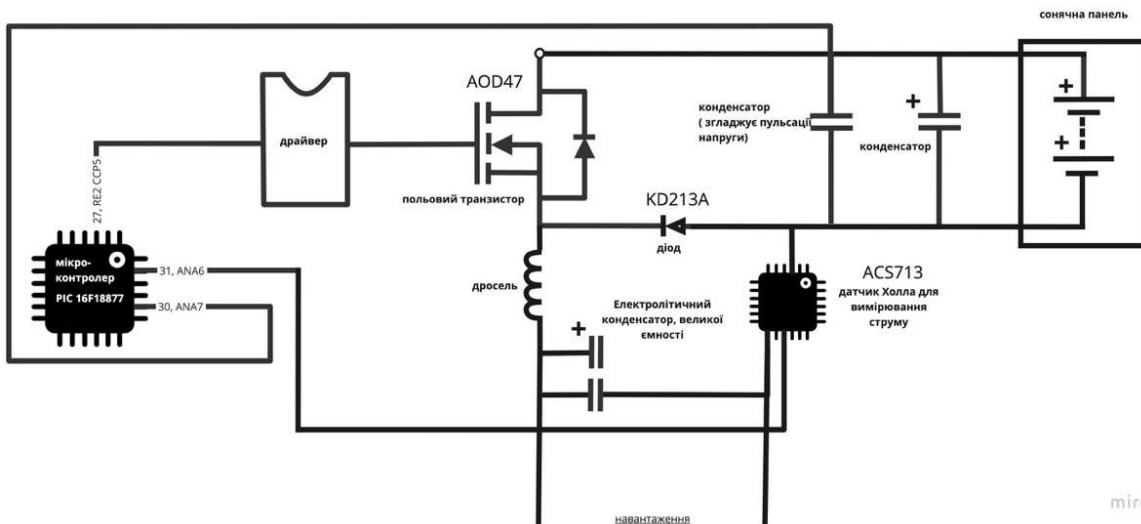 сонячна панель
AOD47
конденсатор
( згладжує пульсації
напруги)
+
+
+
драйвер
конденсатор
27, RE2 CCP5
польовий транзистор
KD213A
діод
мікро-
контролер
PIC 16F18877
31, ANA6
30, ANA7
дросель
ACS713
датчик Холла для
вимірювання
струму
Електролітичний
конденсатор, великої
ємності
+
навантаження